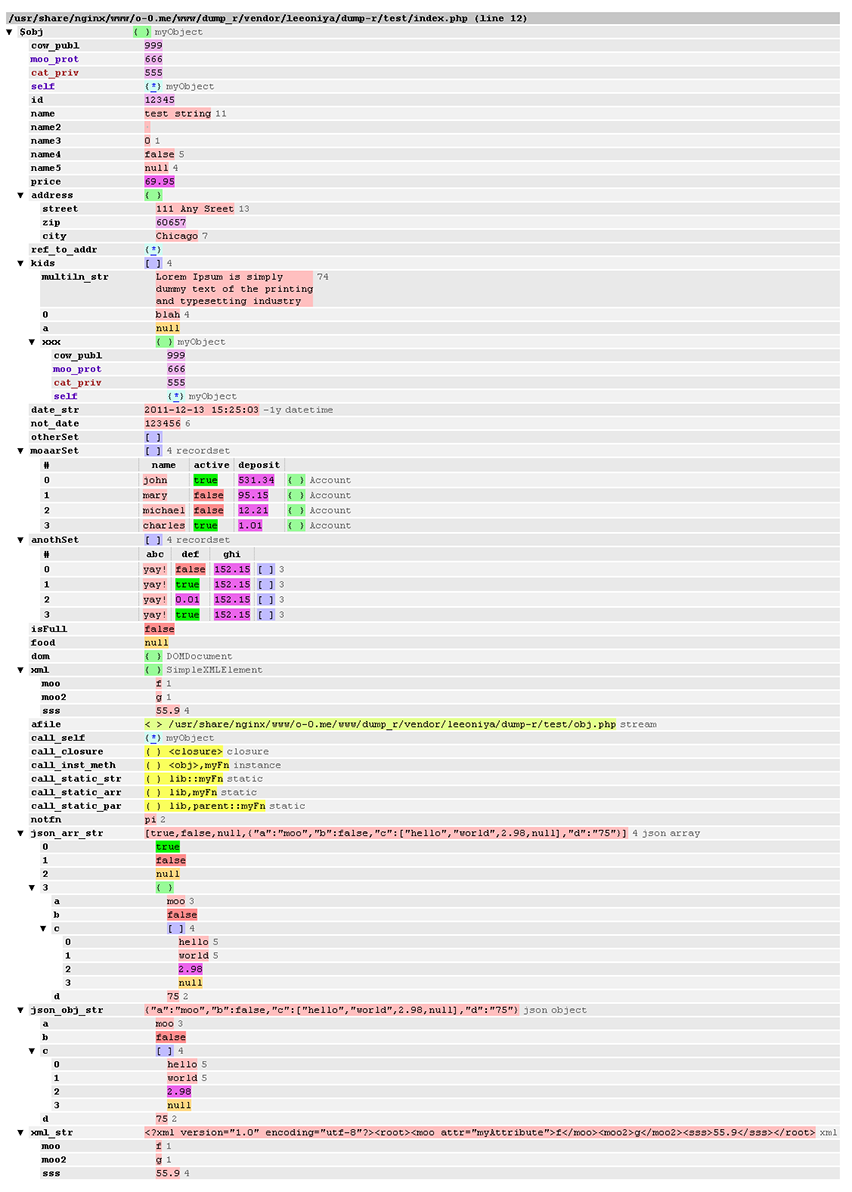 /usr/share/nginx/www/o-0.me/www/dump_r/vendor/leeoniya/dump-r/test/index.php (line 12)
▼ $obj { } myObject
cow_publ 999
moo_prot 666
cat_priv 555
self {*} myObject
id 12345
name test string 11
name2
name3 0 1
name4 false 5
name5 null 4
price 69.95
▼ address { }
street 111 Any Sreet 13
zip 60657
city Chicago 7
ref_to_addr {*}
▼ kids [ ] 4
multiln_str Lorem Ipsum is simply 74
dummy text of the printing
and typesetting industry
0 blah 4
a null
▼ xxx { } myObject
cow_publ 999
moo_prot 666
cat_priv 555
self {*} myObject
date_str 2011-12-13 15:25:03 -1y datetime
not_date 123456 6
otherSet [ ]
▼ moaarSet [ ] 4 recordset
# name active deposit
0 john true 531.34 { } Account
1 mary false 95.15 { } Account
2 michael false 12.21 { } Account
3 charles true 1.01 { } Account
▼ anothSet [ ] 4 recordset
# abc def ghi
0 yay! false 152.15 [ ] 3
1 yay! true 152.15 [ ] 3
2 yay! 0.01 152.15 [ ] 3
3 yay! true 152.15 [ ] 3
isFull false
food null
dom { } DOMDocument
▼ xml { } SimpleXMLElement
moo f 1
moo2 g 1
sss 55.9 4
afile < > /usr/share/nginx/www/o-0.me/www/dump_r/vendor/leeoniya/dump-r/test/obj.php stream
call_self {*} myObject
call_closure ( ) <closure> closure
call_inst_meth ( ) <obj>,myFn instance
call_static_str ( ) lib::myFn static
call_static_arr ( ) lib,myFn static
call_static_par ( ) lib,parent::myFn static
notfn pi 2
▼ json_arr_str [true,false,null,{"a":"moo","b":false,"c":["hello","world",2.98,null],"d":"75"}] 4 json array
0 true
1 false
2 null
▼ 3 { }
a moo 3
b false
▼ c [ ] 4
0 hello 5
1 world 5
2 2.98
3 null
d 75 2
▼ json_obj_str {"a":"moo","b":false,"c":["hello","world",2.98,null],"d":"75"} json object
a moo 3
b false
▼ c [ ] 4
0 hello 5
1 world 5
2 2.98
3 null
d 75 2
▼ xml_str <?xml version="1.0" encoding="utf-8"?><root><moo attr="myAttribute">f</moo><moo2>g</moo2><sss>55.9</sss></root> xml
moo f 1
moo2 g 1
sss 55.9 4